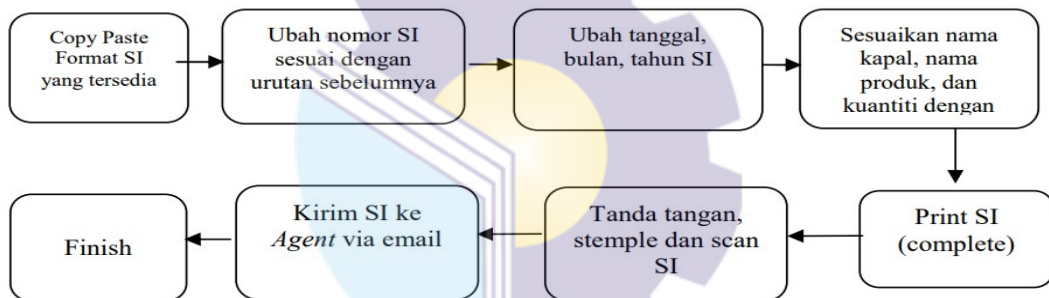 Copy Paste
Format SI
yang tersedia
Ubah nomor SI
sesuai dengan
urutan sebelumnya
Ubah tanggal,
bulan, tahun SI
Sesuaikan nama
kapal, nama
produk, dan
kuantiti dengan
Print SI
(complete)
Tanda tangan,
stemple dan scan
SI
Kirim SI ke
Agent via email
Finish